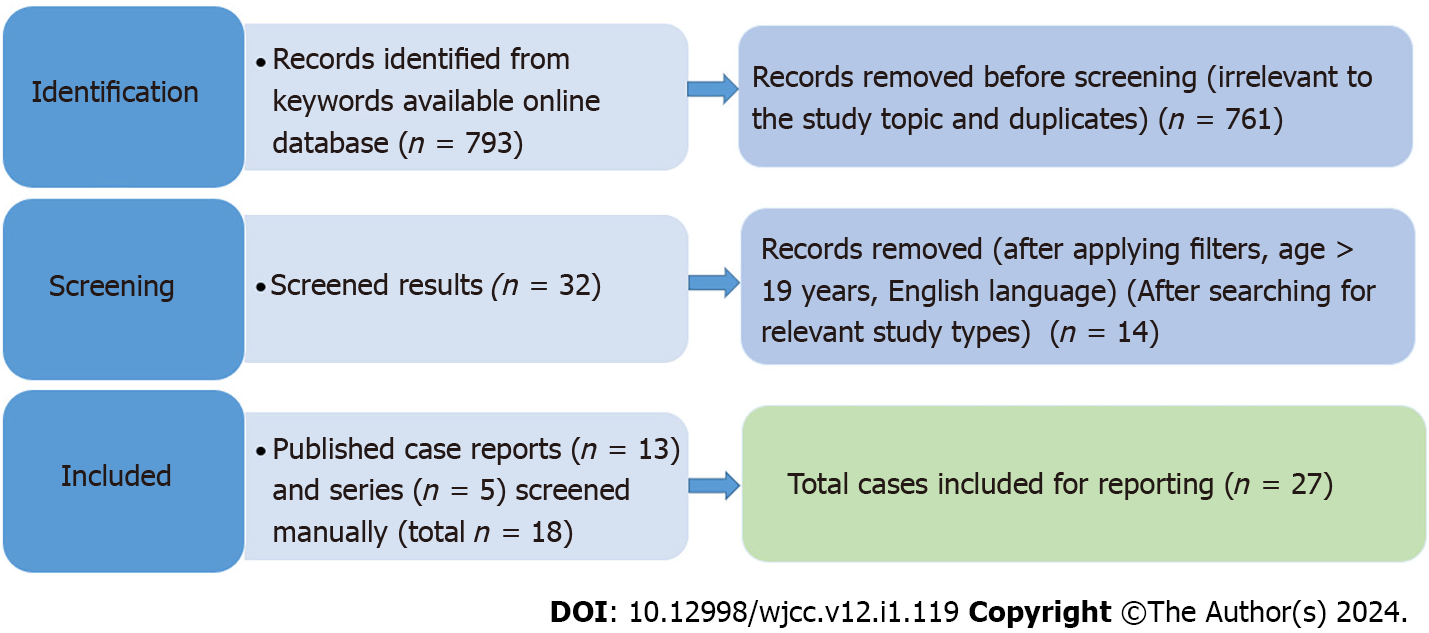 Identification
• Records identified from
keywords available online
database (n = 793)
Records removed before screening (irrelevant to
the study topic and duplicates) (n = 761)
Screening
• Screened results (n = 32)
Records removed (after applying filters, age >
19 years, English language) (After searching for
relevant study types) (n = 14)
Included
• Published case reports (n = 13)
and series (n = 5) screened
manually (total n = 18)
Total cases included for reporting (n = 27)
DOI: 10.12998/wjcc.v12.i1.119 Copyright ©The Author(s) 2024.